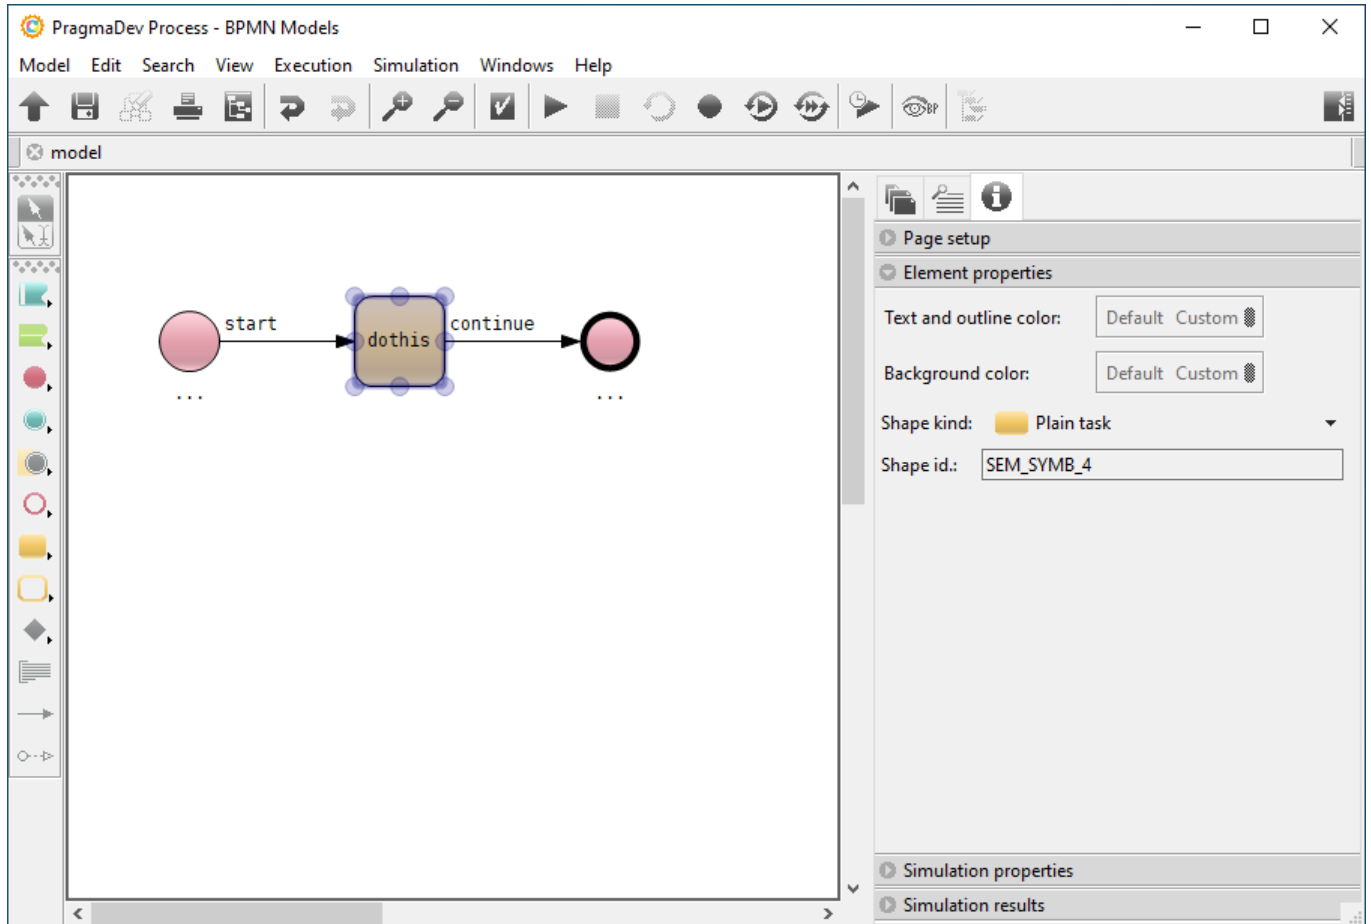 PragmaDev Process - BPMN Models
Model Edit Search View Execution Simulation Windows Help
BP
model
Page setup
Element properties
Text and outline color: Default Custom
Background color: Default Custom
Shape kind: Plain task
Shape id.: SEM_SYMB_4
start
dothis
continue
...
...
Simulation properties
Simulation results